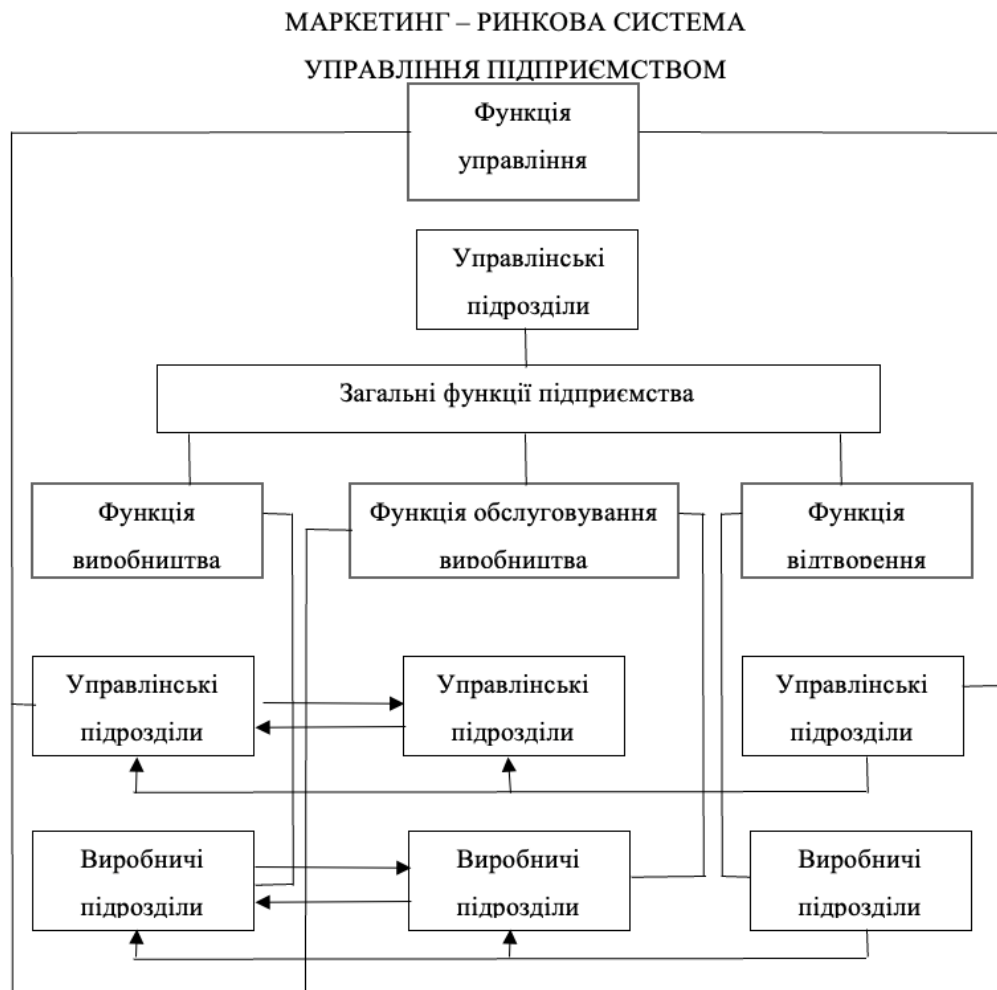 МАРКЕТИНГ – РИНКОВА СИСТЕМА
УПРАВЛІННЯ ПІДПРИЄМСТВОМ
Функція
управління
Управлінські
підрозділи
Загальні функції підприємства
Функція
виробництва
Функція обслуговування
виробництва
Функція
відтворення
Управлінські
підрозділи
Управлінські
підрозділи
Управлінські
підрозділи
Виробничі
підрозділи
Виробничі
підрозділи
Виробничі
підрозділи